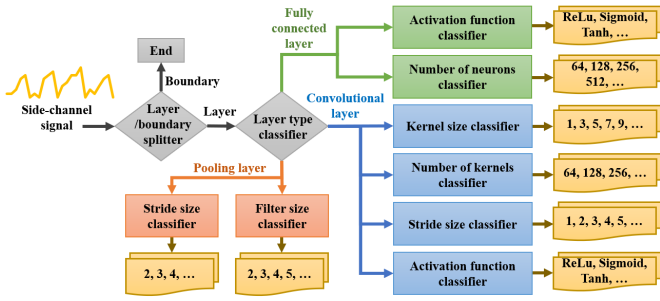 Fully
connected
layer
Activation function
classifier
ReLu, Sigmoid,
Tanh, ...
End
Boundary
Number of neurons
classifier
64, 128, 256,
512, ...
Side-channel
signal
Layer
/boundary
splitter
Layer
Layer type
classifier
Convolutional
layer
Kernel size classifier
1, 3, 5, 7, 9, ...
Pooling layer
Number of kernels
classifier
64, 128, 256, ...
Stride size
classifier
Filter size
classifier
Stride size classifier
1, 2, 3, 4, 5, ...
2, 3, 4, ...
2, 3, 4, 5, ...
Activation function
classifier
ReLu, Sigmoid,
Tanh, ...